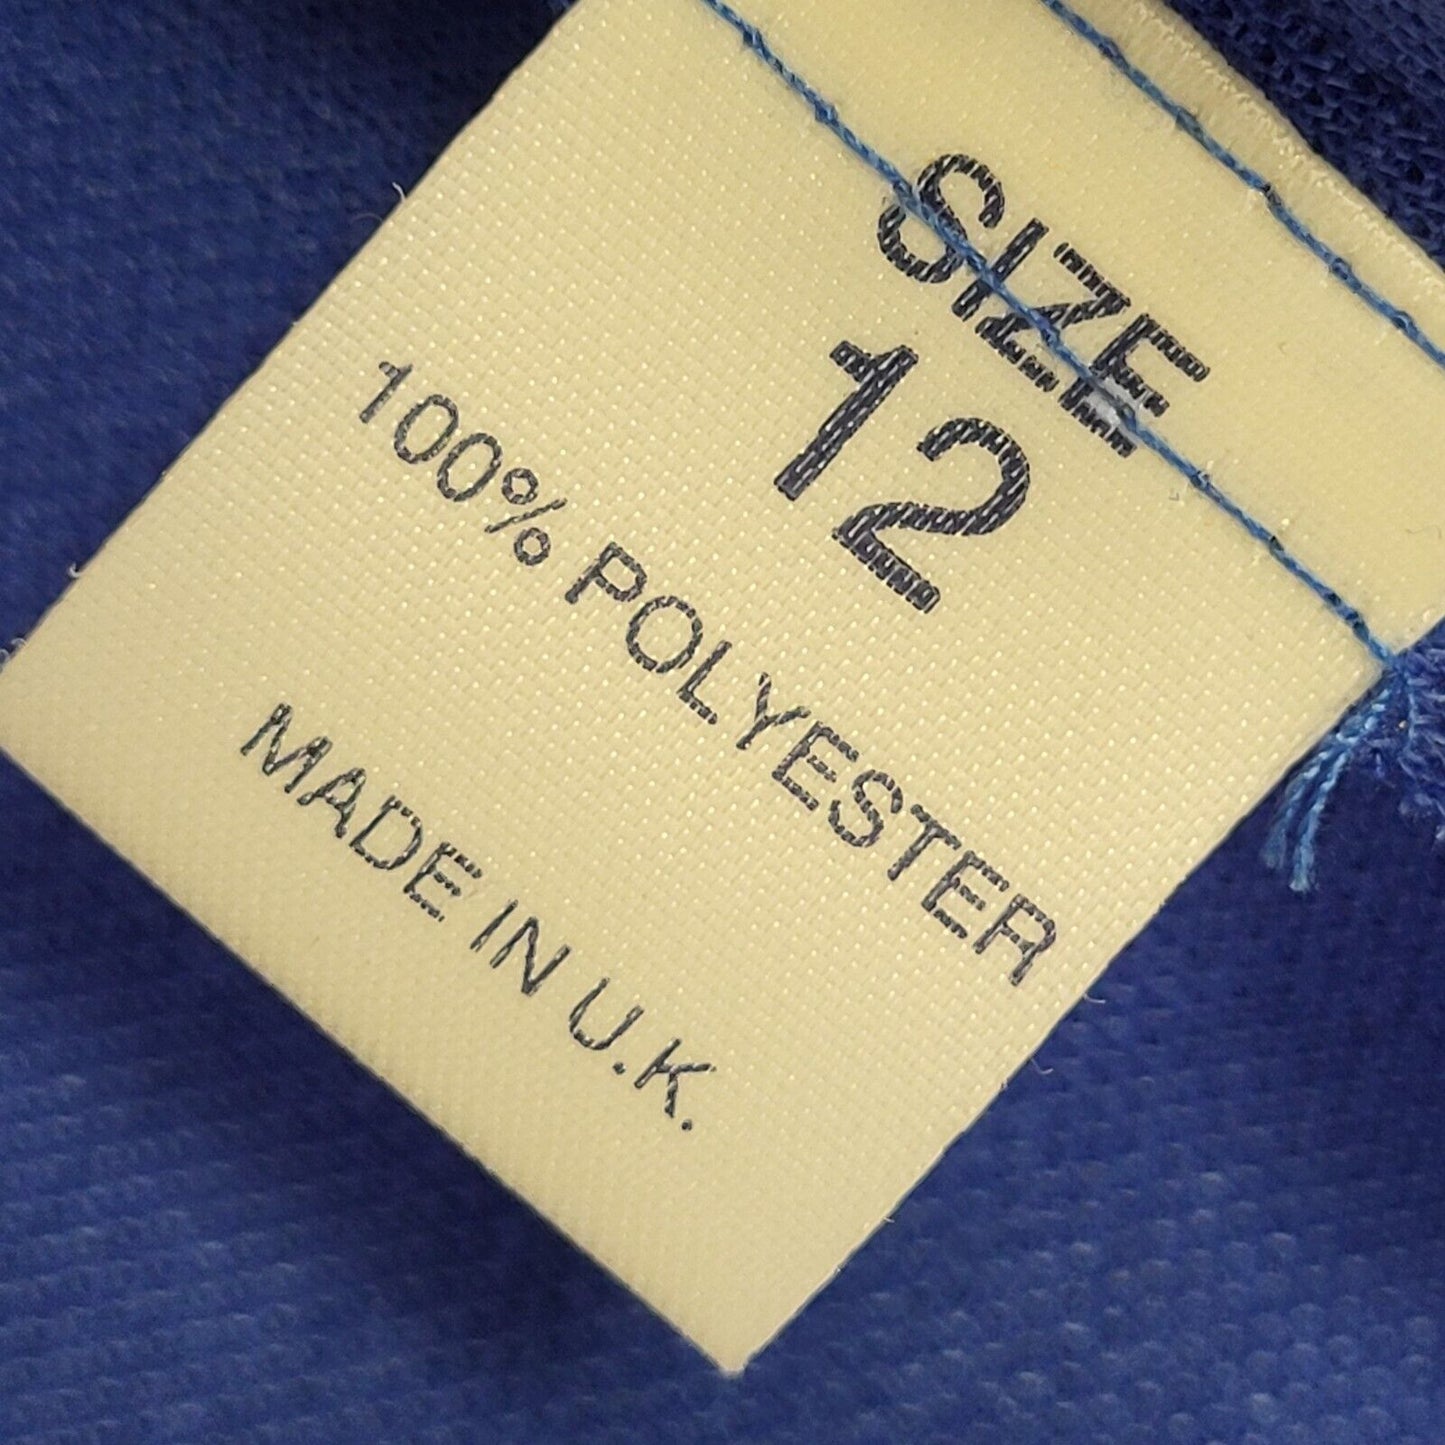 SIZE
12
100% POLYESTER
MADE IN U.K.